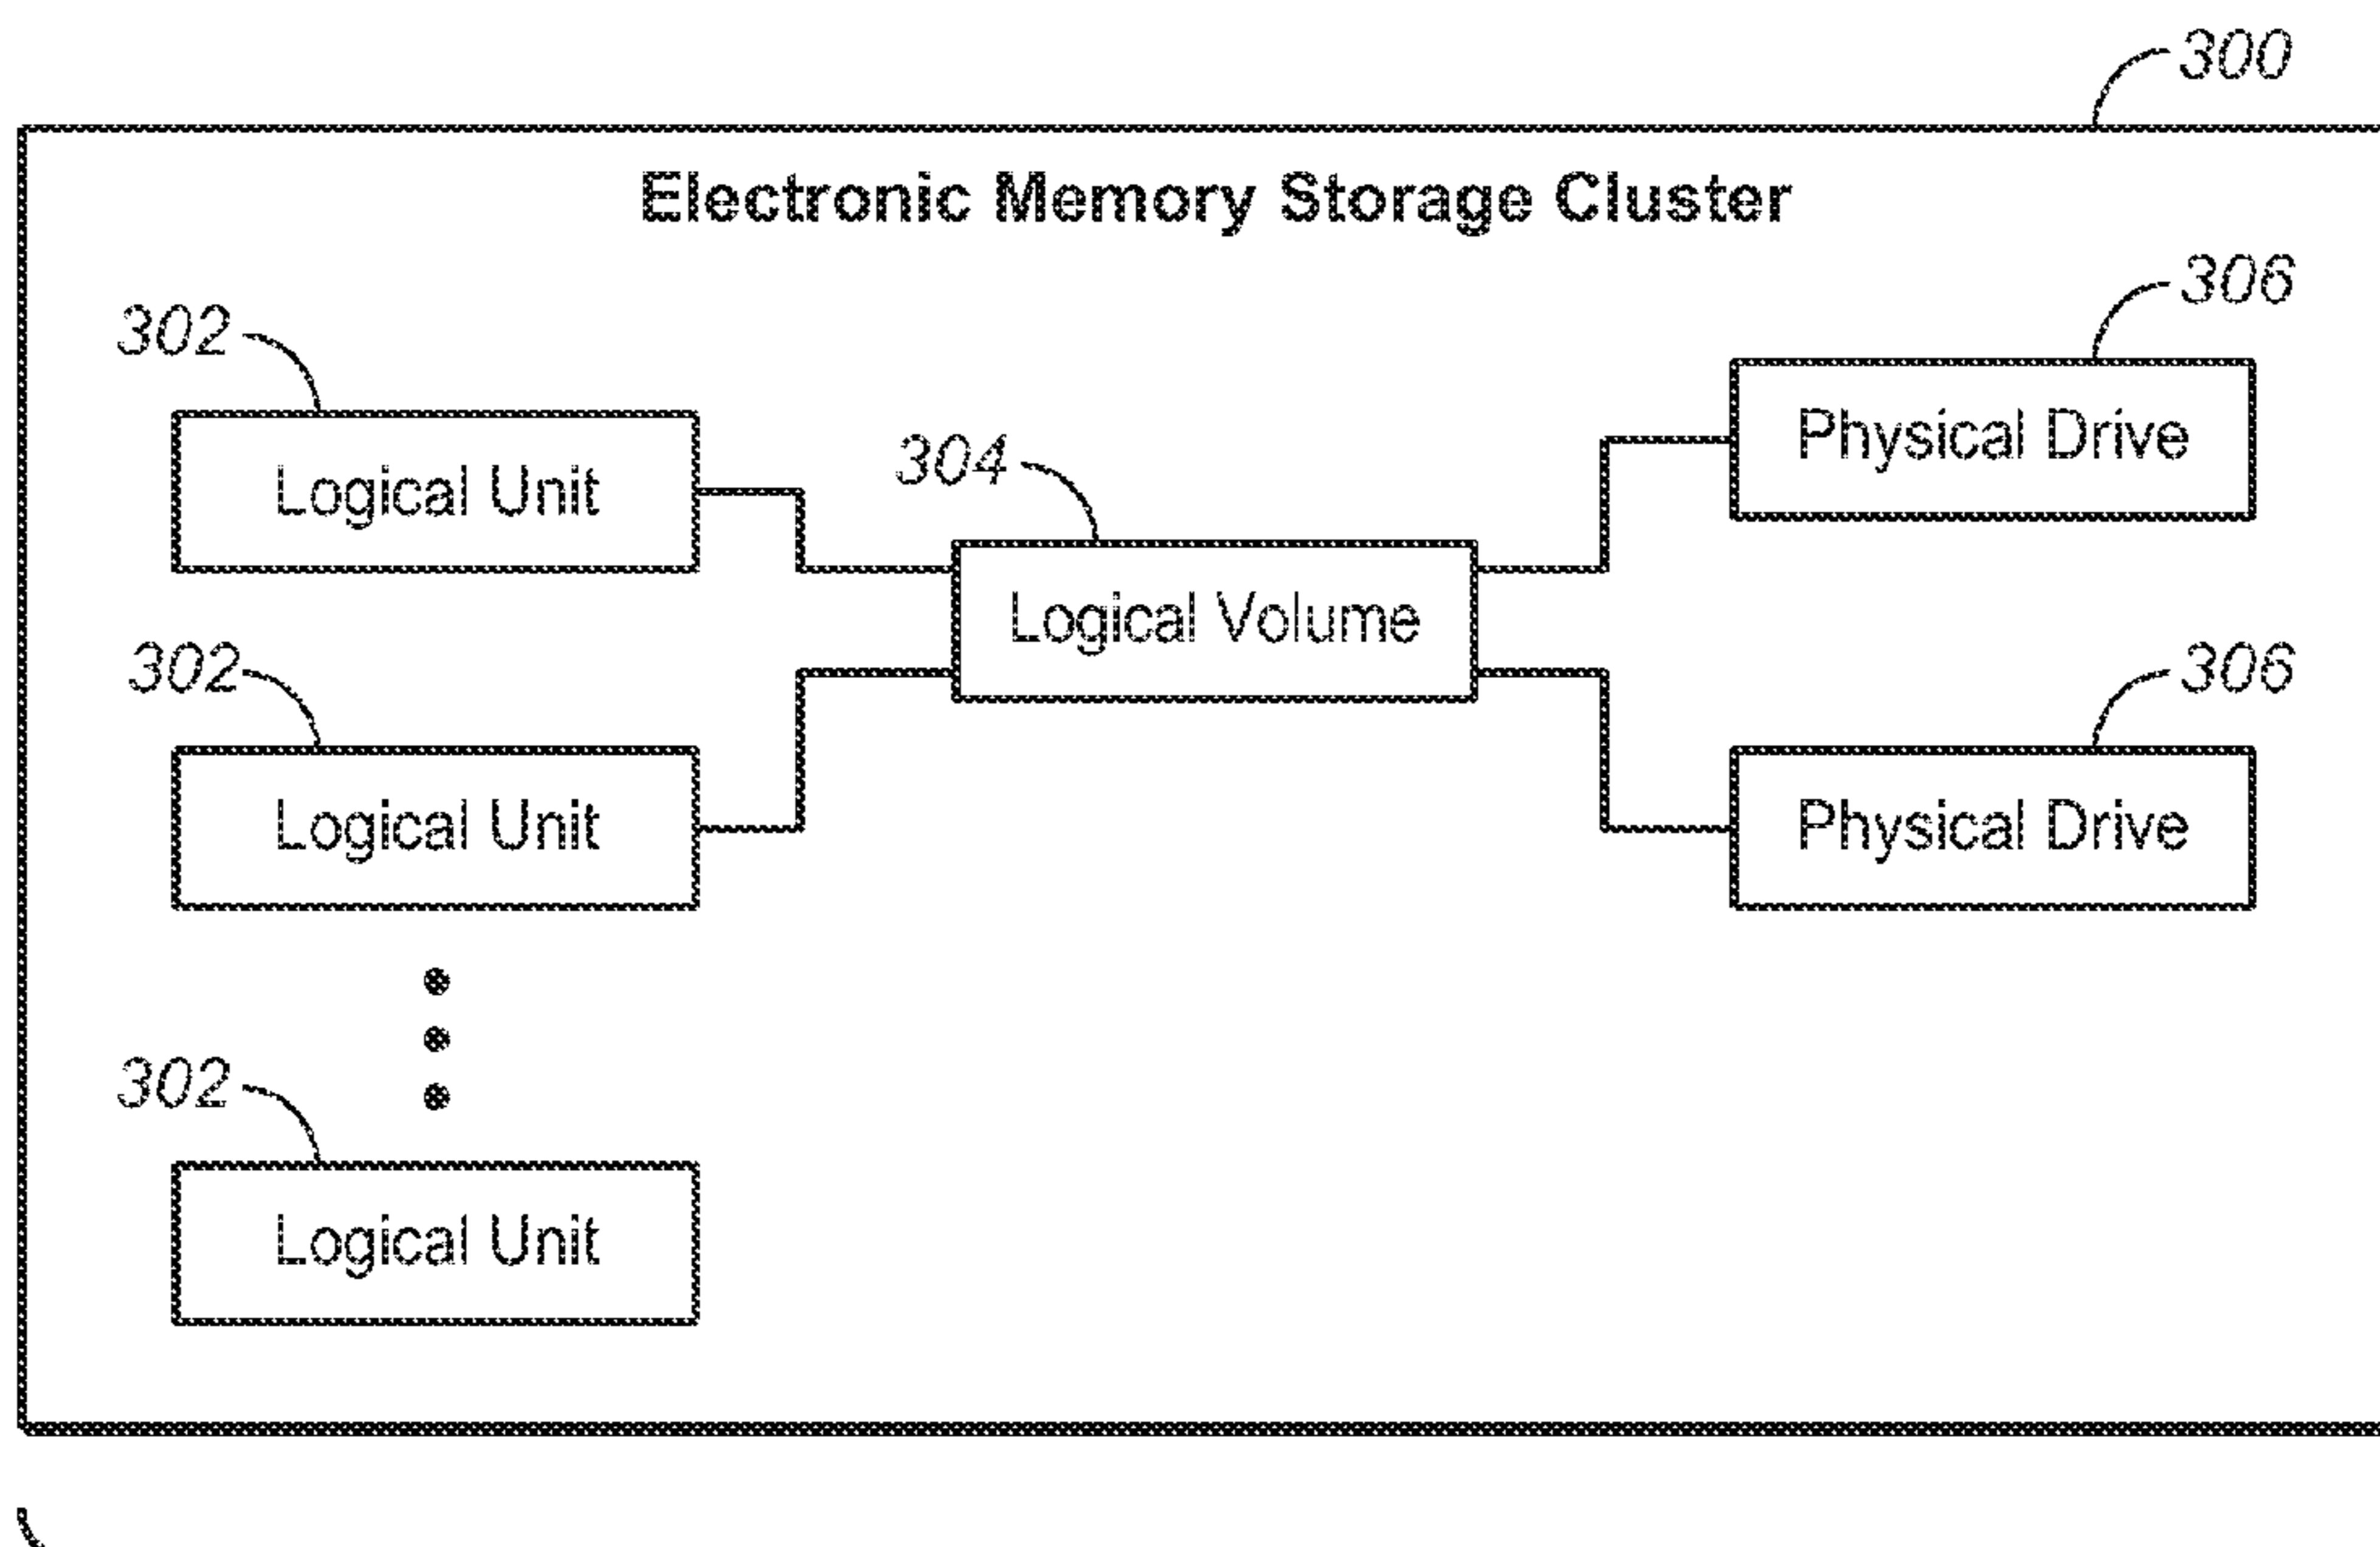 300
Electronic Memory Storage Cluster
306
302
Physical Drive
304
Logical Unit
Logical Volume
302
306
Logical Unit
Physical Drive
302
Logical Unit